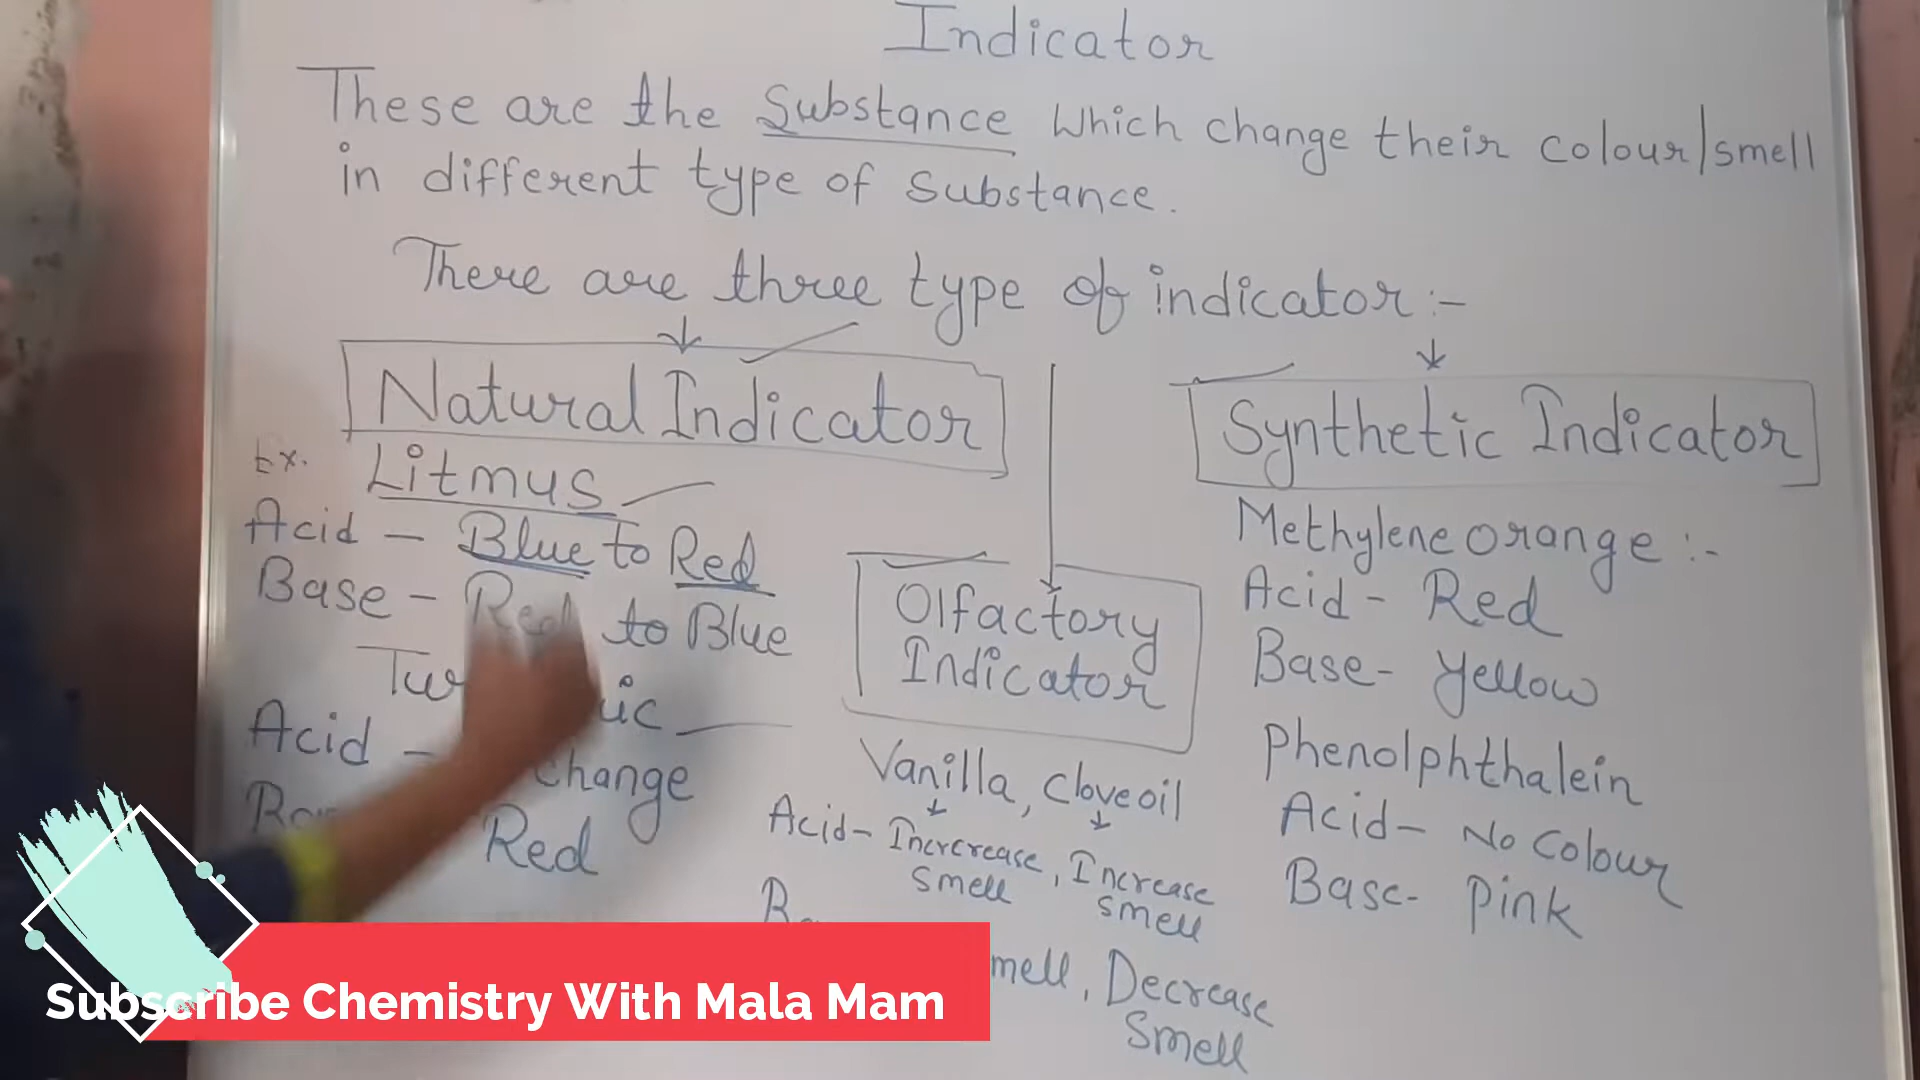 Indicator
These are the Substance which change their colour/smell
in different type of substance.
There are three type of indicator :-
Natural Indicator
Ex. Litmus
Acid - Blue to Red
Base - Red to Blue
Acid - change
Red
Olfactory
Indicator
Vanilla, Clove oil
Acid - Increrease smell, Increase smell
mell, Decrease
Smell
Synthetic Indicator
Methylene orange :-
Acid - Red
Base - Yellow
Phenolphthalein
Acid - No Colour
Base - Pink
Subscribe Chemistry With Mala Mam